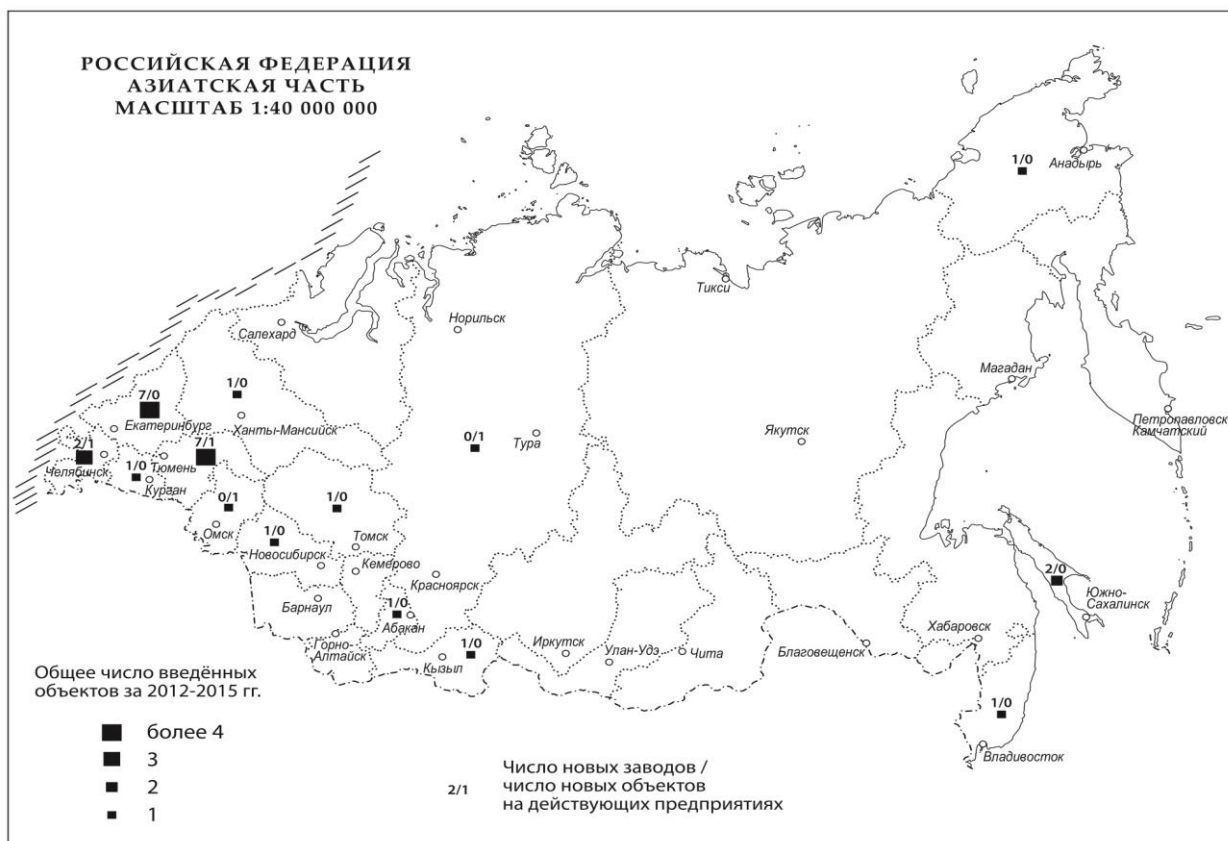 РОССИЙСКАЯ ФЕДЕРАЦИЯ
АЗИАТСКАЯ ЧАСТЬ
МАСШТАБ 1:40 000 000
1/0
Анадырь
Тикси
Норильск
Салехард
Магадан
7/0
1/0
Петропавловск
Камчатский
Екатеринбург
Ханты-Мансийск
2/1
7/1
0/1
Тура
Якутск
Челябинск
1/0
Тюмень
Курган
0/1
1/0
Омск
1/0
Новосибирск
Томск
Кемерово
Красноярск
2/0
Южно-
Сахалинск
Барнаул
1/0
Абакан
Хабаровск
Горно-
Алтайск
1/0
Кызыл
Иркутск
Улан-Удэ
Чита
Благовещенск
1/0
Владивосток
Общее число введённых
объектов за 2012-2015 гг.
более 4
3
2
1
2/1
Число новых заводов /
число новых объектов
на действующих предприятиях